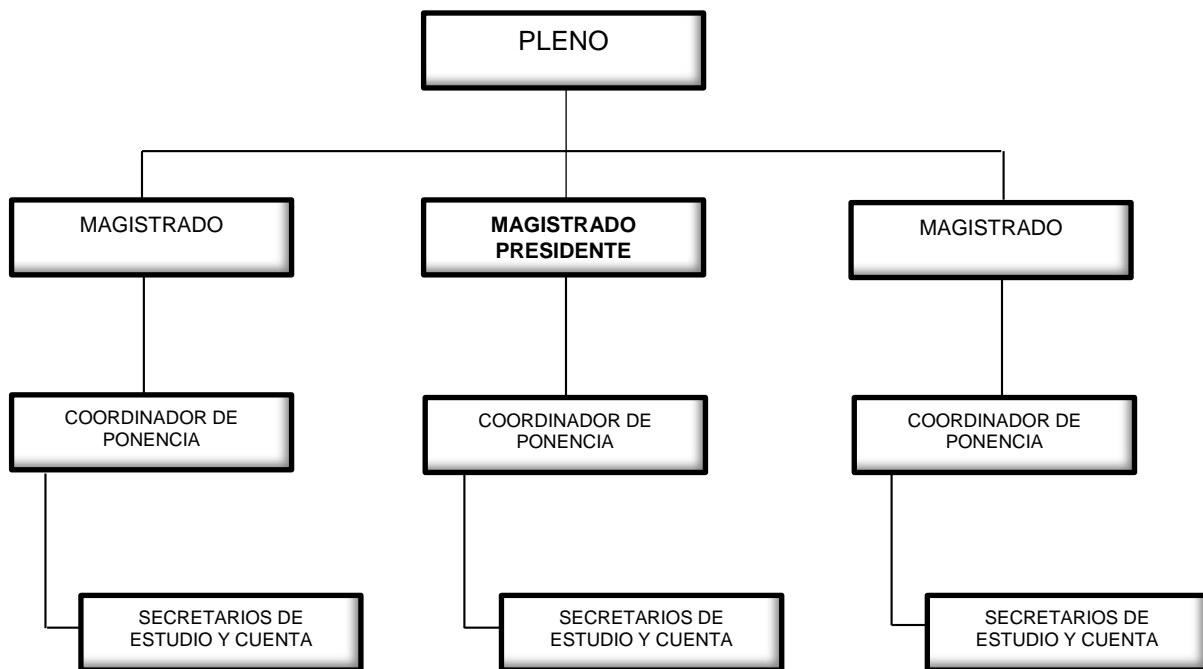 PLENO
MAGISTRADO
MAGISTRADO
PRESIDENTE
MAGISTRADO
COORDINADOR DE
PONENCIA
COORDINADOR DE
PONENCIA
COORDINADOR DE
PONENCIA
SECRETARIOS DE
ESTUDIO Y CUENTA
SECRETARIOS DE
ESTUDIO Y CUENTA
SECRETARIOS DE
ESTUDIO Y CUENTA